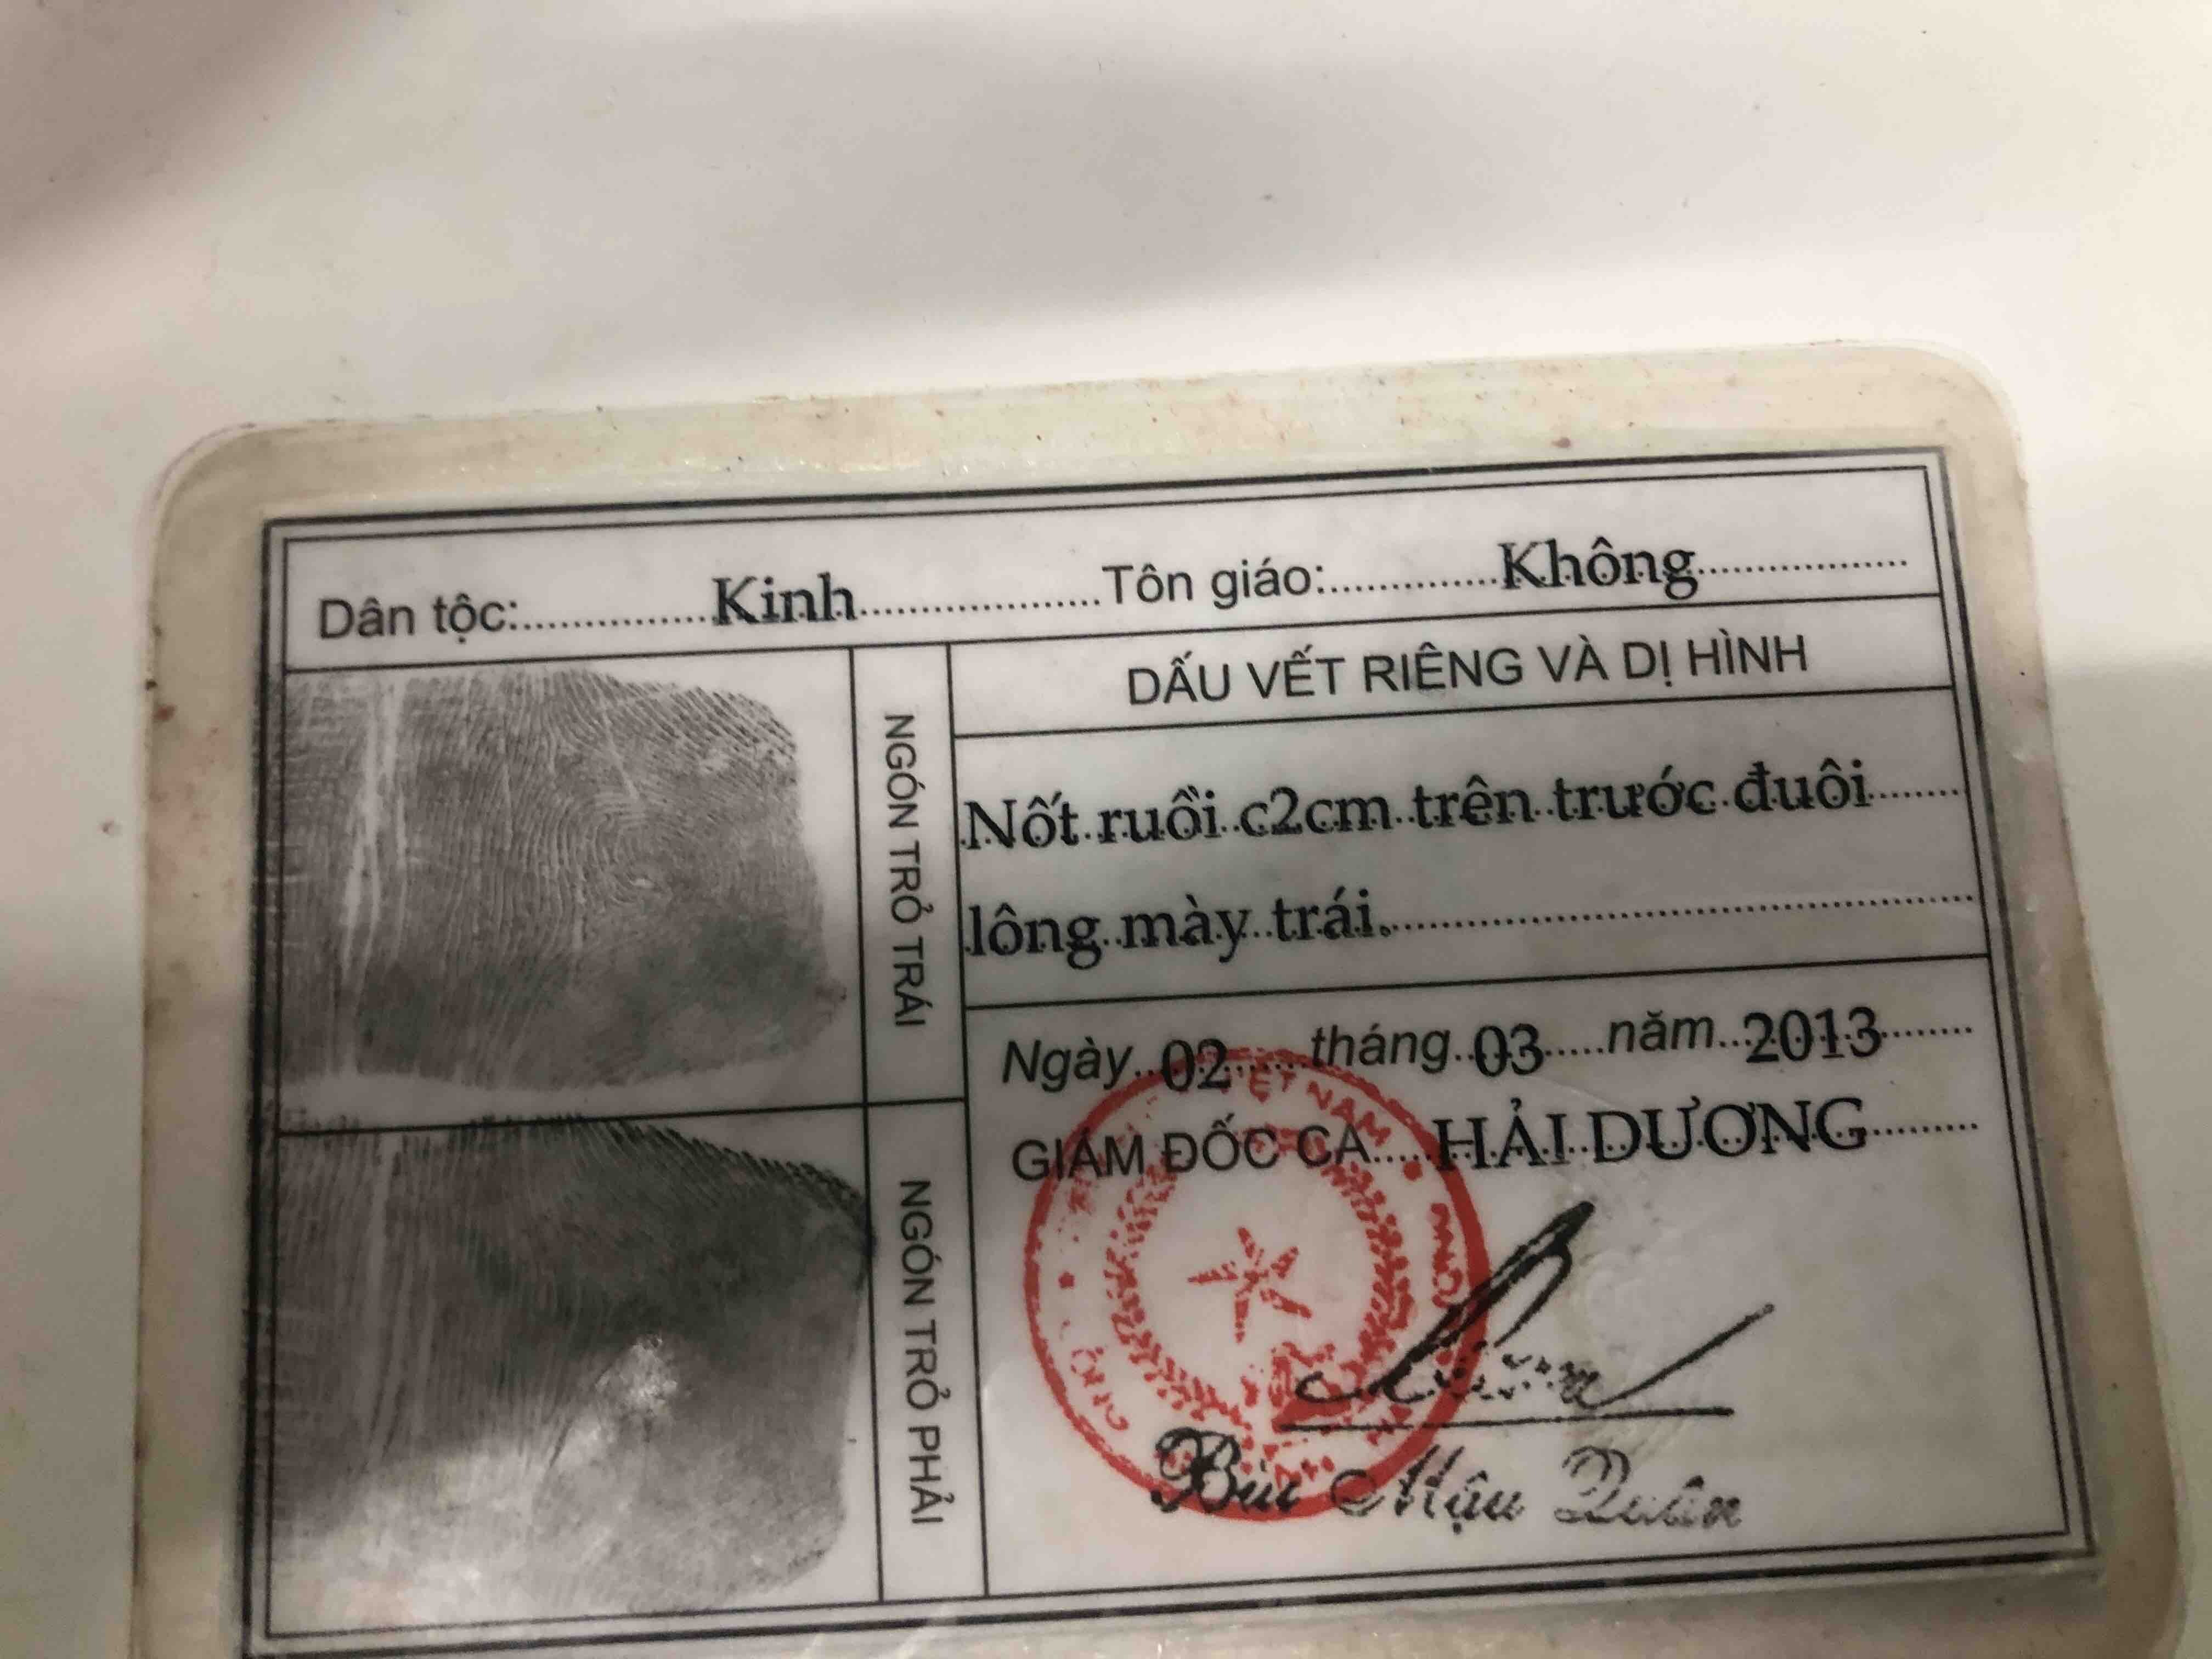 Dân tộc: Kinh Tôn giáo: Không
DẤU VẾT RIÊNG VÀ DỊ HÌNH
NGÓN TRỎ TRÁI
Nốt ruồi c2cm trên trước đuôi
lông mày trái.
Ngày 02 tháng 03 năm 2013
GIÁM ĐỐC CA HẢI DƯƠNG
VIỆT NAM
NGÓN TRỎ PHẢI
Bùi Mậu Quân